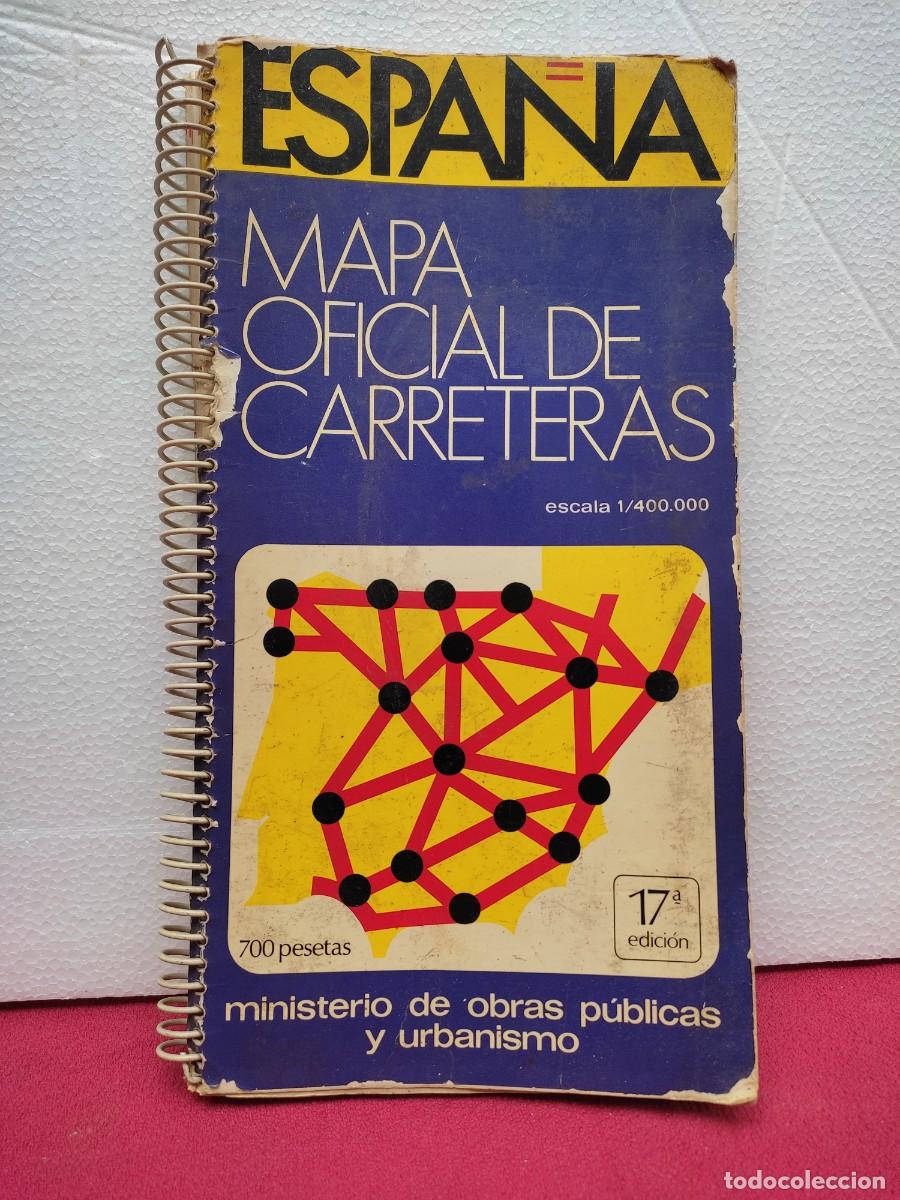 ESPAÑA
MAPA
OFICIAL DE
CARRETERAS
escala 1/400.000
17ª
edición
700 pesetas
ministerio de obras públicas
y urbanismo
todocoleccion